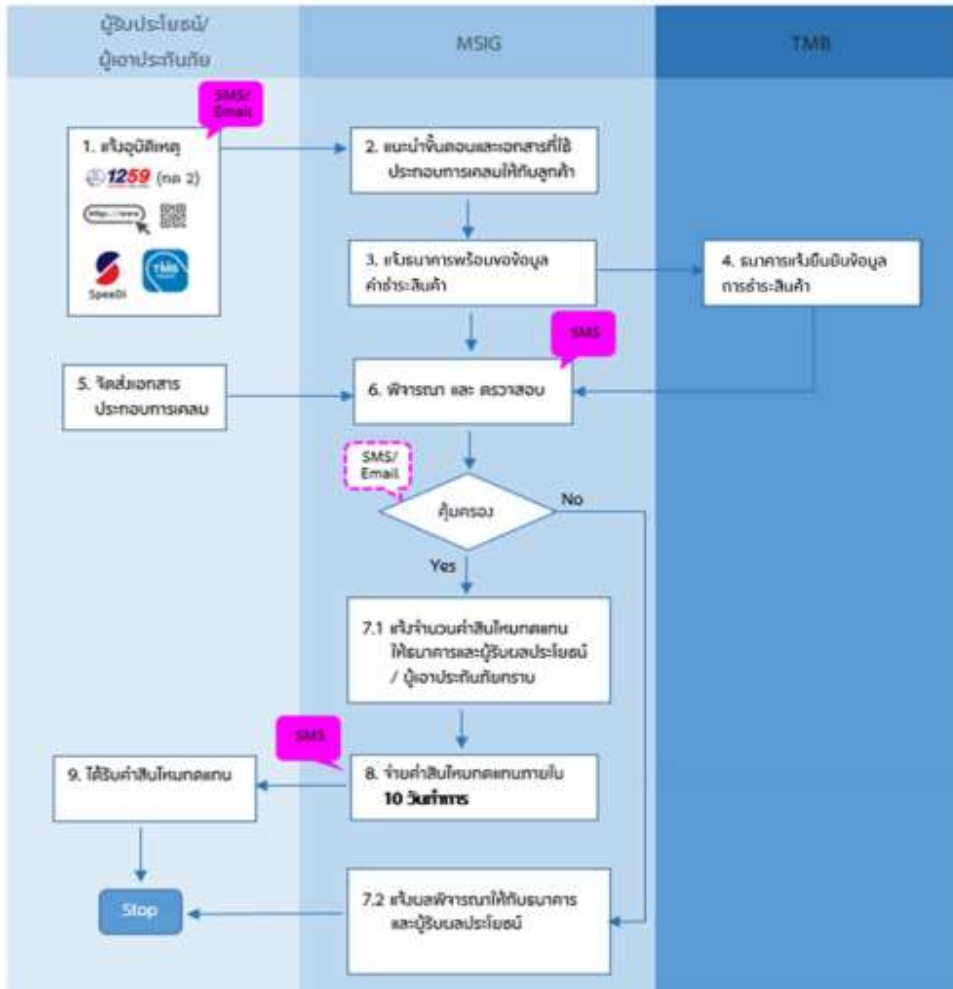 ผู้รับประโยชน์/
ผู้เอาประกันภัย
MSIG
TMB
SMS/
Email
1. แจ้งอุบัติเหตุ
1259 (กด 2)
http://www
SpeeDi
TMB
2. แนะนำขั้นตอนและเอกสารที่ใช้
ประกอบการเคลมให้กับลูกค้า
3. แจ้งธนาคารพร้อมขอข้อมูล
ค่าชำระสินค้า
4. ธนาคารแจ้งยืนยันข้อมูล
การชำระสินค้า
SMS
5. จัดส่งเอกสาร
ประกอบการเคลม
6. พิจารณา และ ตรวจสอบ
SMS/
Email
คุ้มครอง
No
Yes
7.1 แจ้งจำนวนค่าสินไหมทดแทน
ให้ธนาคารและผู้รับผลประโยชน์
/ ผู้เอาประกันภัยทราบ
SMS
9. ได้รับค่าสินไหมทดแทน
8. จ่ายค่าสินไหมทดแทนภายใน
10 วันทำการ
Stop
7.2 แจ้งผลพิจารณาให้กับธนาคาร
และผู้รับผลประโยชน์